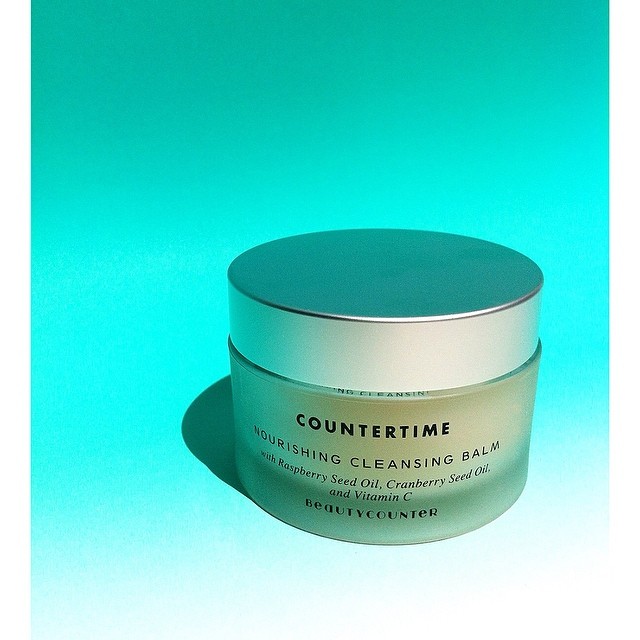 COUNTERTIME
NOURISHING CLEANSING BALM
with Raspberry Seed Oil, Cranberry Seed Oil,
and Vitamin C
BeaUTYCOUNTeR